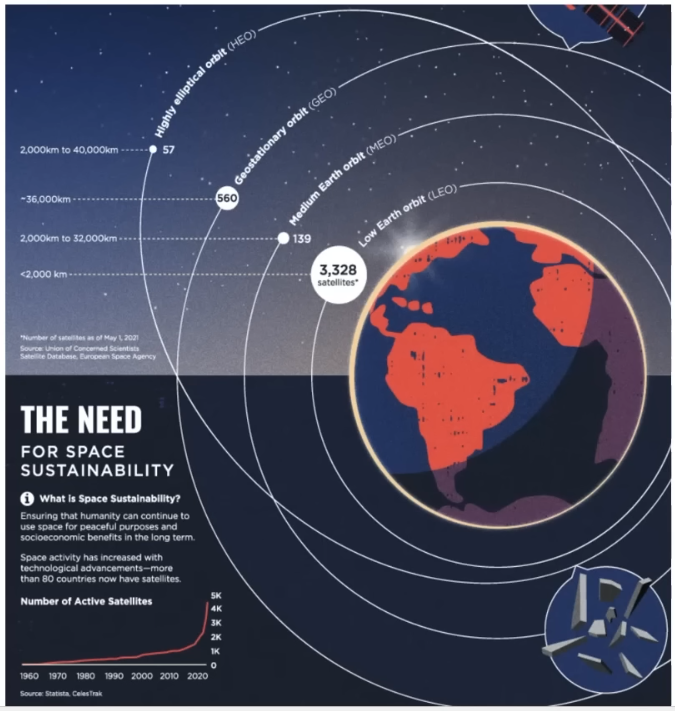 Highly elliptical orbit (HEO)
2,000km to 40,000km
57
Geostationary orbit (GEO)
~36,000km
560
Medium Earth orbit (MEO)
2,000km to 32,000km
139
Low Earth orbit (LEO)
<2,000 km
3,328
satellites*
*Number of satellites as of May 1, 2021
Source: Union of Concerned Scientists
Satellite Database, European Space Agency
THE NEED
FOR SPACE
SUSTAINABILITY
i What is Space Sustainability?
Ensuring that humanity can continue to
use space for peaceful purposes and
socioeconomic benefits in the long term.
Space activity has increased with
technological advancements—more
than 80 countries now have satellites.
Number of Active Satellites
5K
4K
3K
2K
1K
0
1960 1970 1980 1990 2000 2010 2020
Source: Statista, CelesTrak